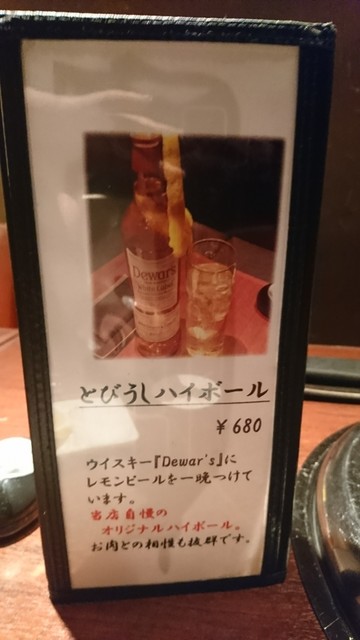 Dewar's
とびうしハイボール
￥680
ウイスキー『Dewar's』に
レモンピールを一晩つけて
います。
当店自慢の
オリジナルハイボール。
お肉との相性も抜群です。